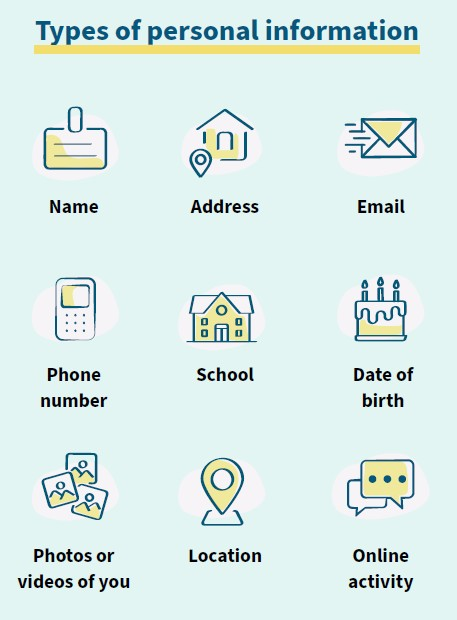 Types of personal information
Name
Address
Email
Phone
number
School
Date of
birth
Photos or
videos of you
Location
Online
activity